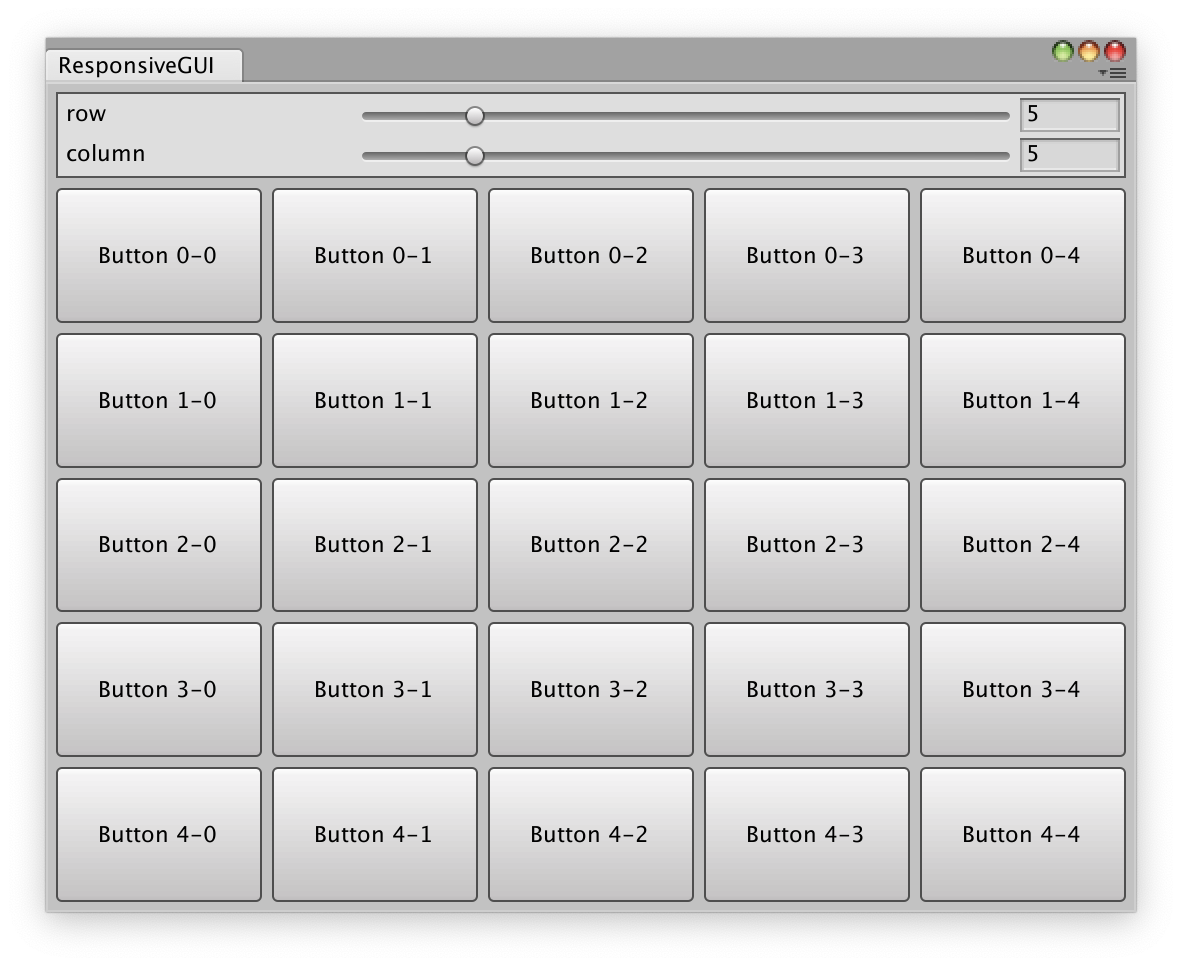 ResponsiveGUI
row 5
column 5
Button 0-0 Button 0-1 Button 0-2 Button 0-3 Button 0-4
Button 1-0 Button 1-1 Button 1-2 Button 1-3 Button 1-4
Button 2-0 Button 2-1 Button 2-2 Button 2-3 Button 2-4
Button 3-0 Button 3-1 Button 3-2 Button 3-3 Button 3-4
Button 4-0 Button 4-1 Button 4-2 Button 4-3 Button 4-4